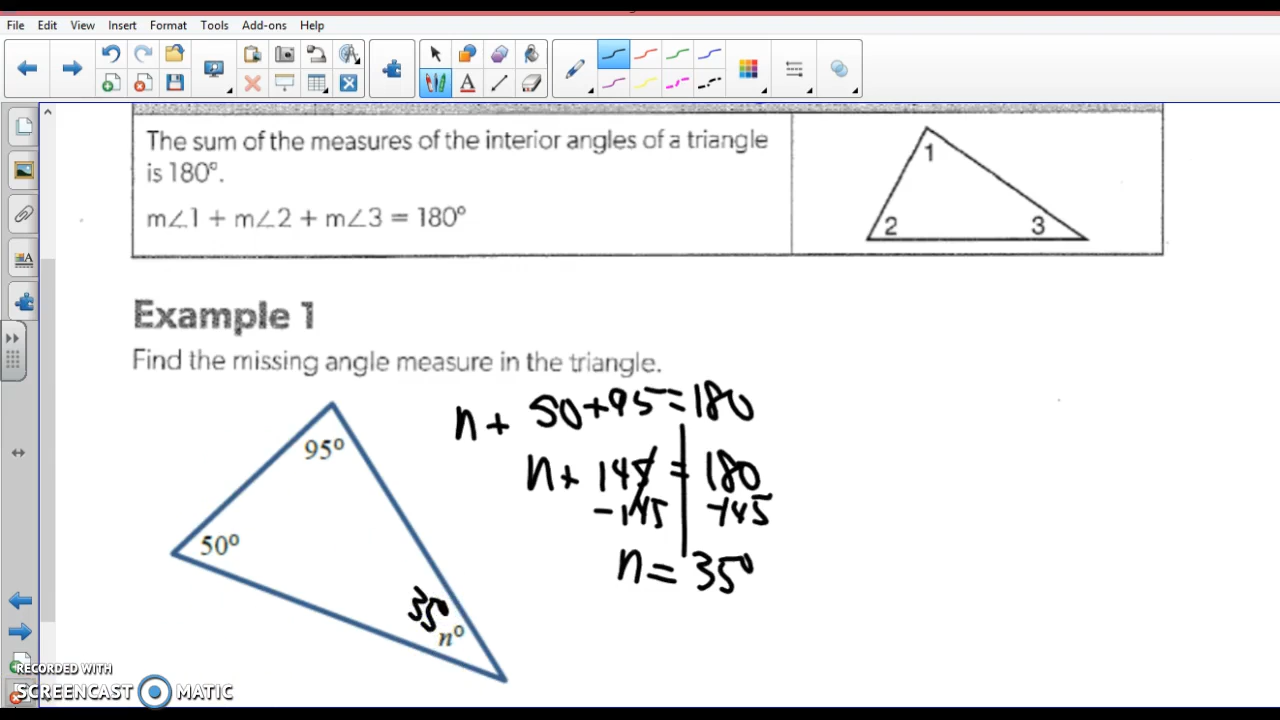 File Edit View Insert Format Tools Add-ons Help
The sum of the measures of the interior angles of a triangle
is 180°.
m∠1 + m∠2 + m∠3 = 180°
1
2
3
Example 1
Find the missing angle measure in the triangle.
95°
50°
35°
n°
n + 50+95=180
n + 145 = 180
-145 -145
n = 35°
RECORDED WITH
SCREENCAST MATIC